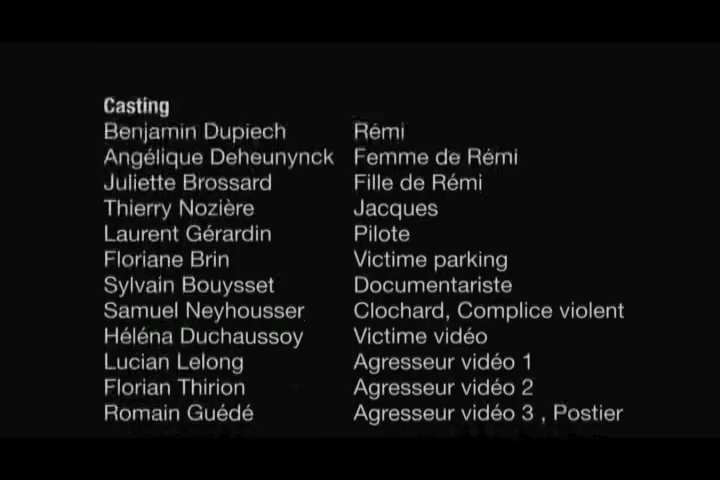 Casting
Benjamin Dupiech Rémi
Angélique Deheunynck Femme de Rémi
Juliette Brossard Fille de Rémi
Thierry Nozière Jacques
Laurent Gérardin Pilote
Floriane Brin Victime parking
Sylvain Bouysset Documentariste
Samuel Neyhousser Clochard, Complice violent
Héléna Duchaussoy Victime vidéo
Lucian Lelong Agresseur vidéo 1
Florian Thirion Agresseur vidéo 2
Romain Guédé Agresseur vidéo 3 , Postier